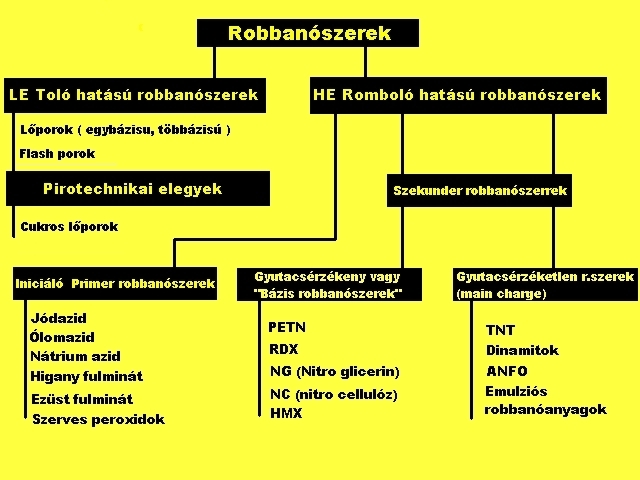 Robbanószerek
LE Toló hatású robbanószerek
HE Romboló hatású robbanószerek
Lőporok ( egybázisu, többázisú )
Flash porok
Pirotechnikai elegyek
Szekunder robbanószerrek
Cukros lőporok
Iniciáló Primer robbanószerek
Gyutacsérzékeny vagy
"Bázis robbanószerek"
Gyutacsérzéketlen r.szerek
(main charge)
Jódazid
Ólomazid
Nátrium azid
Higany fulminát
Ezüst fulminát
Szerves peroxidok
PETN
RDX
NG (Nitro glicerin)
NC (nitro cellulóz)
HMX
TNT
Dinamitok
ANFO
Emulziós
robbanóanyagok